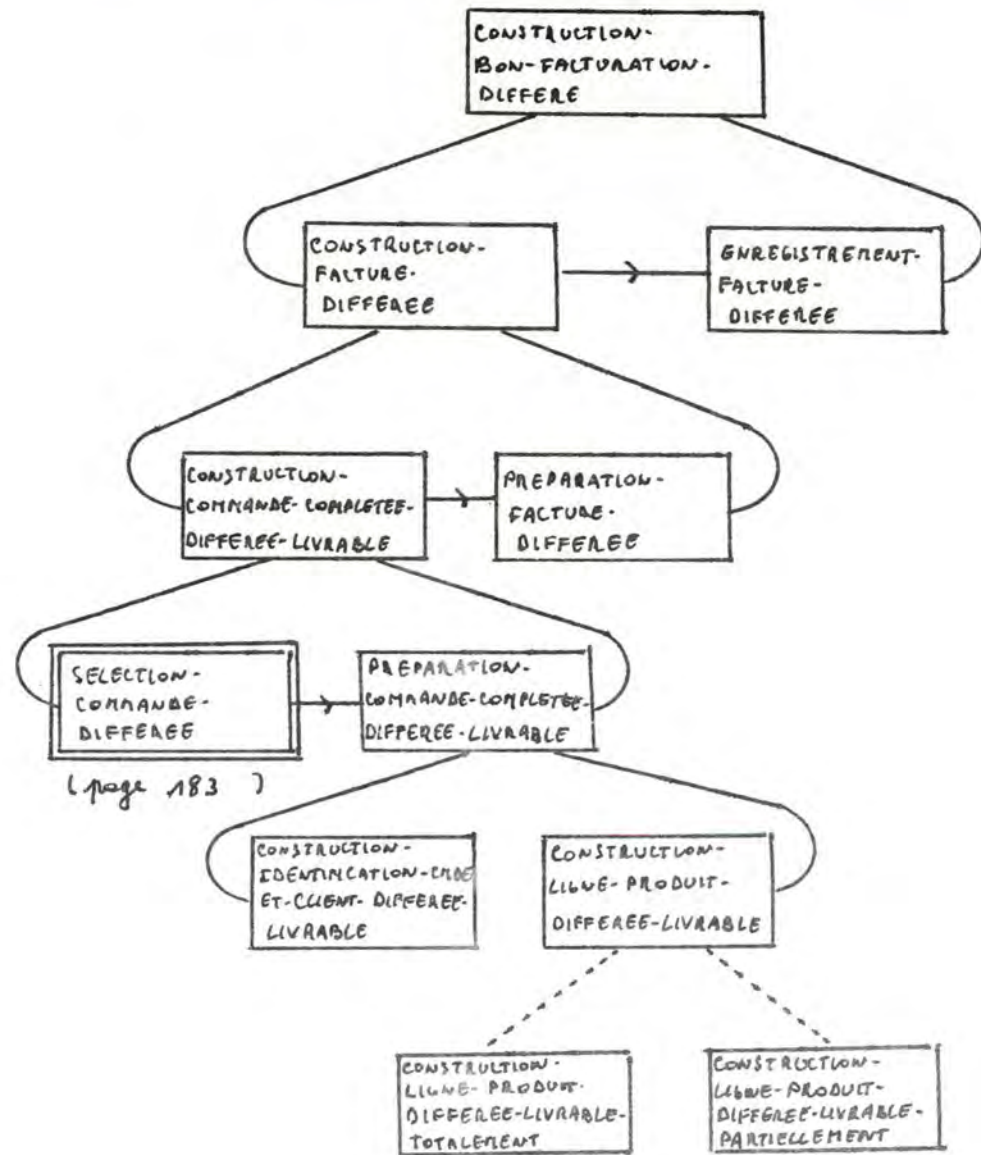 CONSTRUCTION-
BON-FACTURATION-
DIFFERE
CONSTRUCTION-
FACTURE-
DIFFEREE
ENREGISTREMENT-
FACTURE-
DIFFEREE
CONSTRUCTION-
COMMANDE-COMPLETEE-
DIFFEREE-LIVRABLE
PREPARATION-
FACTURE-
DIFFEREE
SELECTION-
COMMANDE-
DIFFEREE
(page 183 )
PREPARATION-
COMMANDE-COMPLETEE-
DIFFEREE-LIVRABLE
CONSTRUCTION-
IDENTIFICATION-CMDE
ET-CLIENT-DIFFEREE-
LIVRABLE
CONSTRUCTION-
LIGNE-PRODUIT-
DIFFEREE-LIVRABLE
CONSTRUCTION-
LIGNE-PRODUIT-
DIFFEREE-LIVRABLE-
TOTALEMENT
CONSTRUCTION-
LIGNE-PRODUIT-
DIFFEREE-LIVRABLE-
PARTIELLEMENT